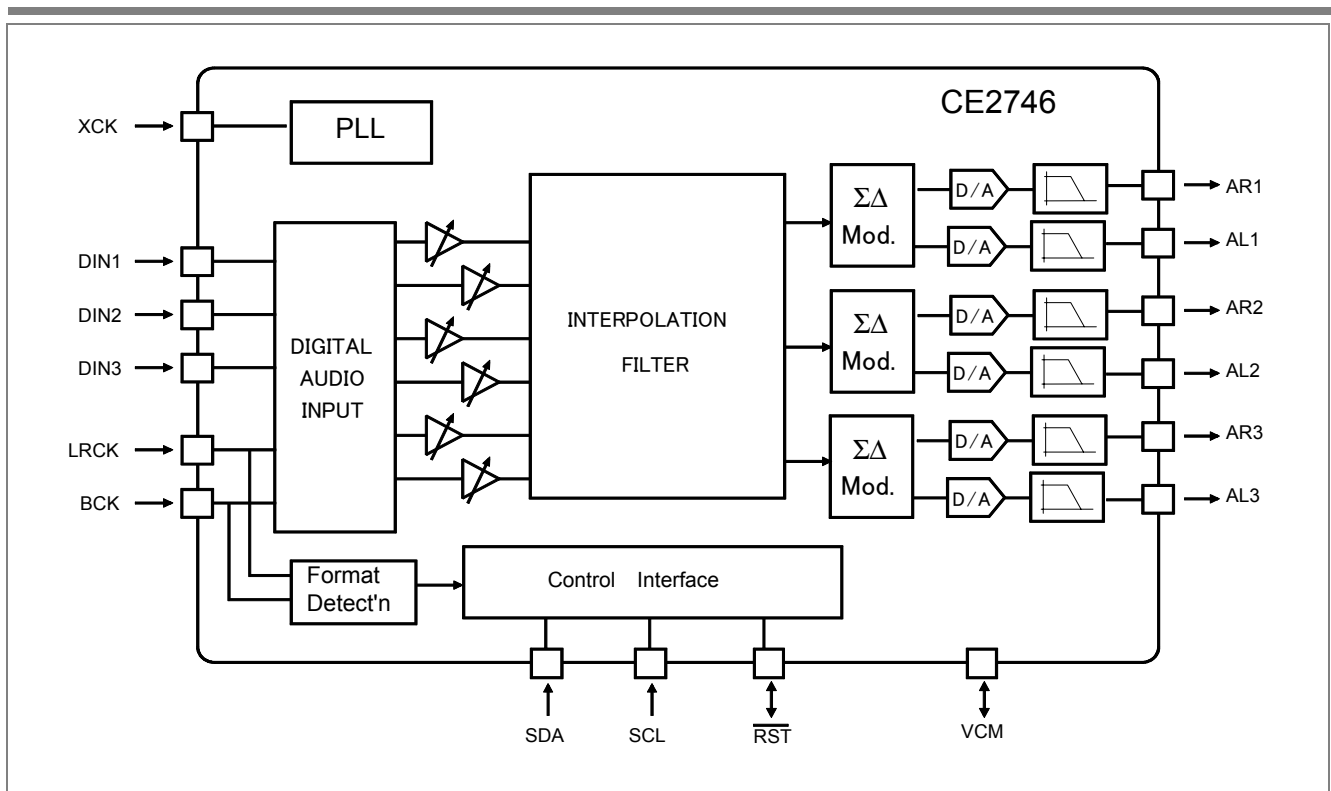 CE2746
XCK
PLL
DIN1
DIN2
DIN3
LRCK
BCK
DIGITAL
AUDIO
INPUT
INTERPOLATION
FILTER
ΣΔ
Mod.
D/A
D/A
AR1
AL1
ΣΔ
Mod.
D/A
D/A
AR2
AL2
ΣΔ
Mod.
D/A
D/A
AR3
AL3
Format
Detect'n
Control Interface
SDA
SCL
RST
VCM